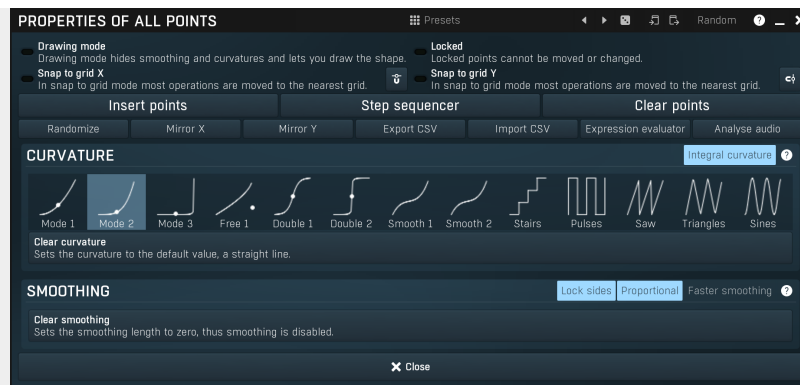 PROPERTIES OF ALL POINTS Presets Random ?
Drawing mode
Drawing mode hides smoothing and curvatures and lets you draw the shape.
Locked
Locked points cannot be moved or changed.
Snap to grid X
In snap to grid mode most operations are moved to the nearest grid.
Snap to grid Y
In snap to grid mode most operations are moved to the nearest grid.
Insert points Step sequencer Clear points
Randomize Mirror X Mirror Y Export CSV Import CSV Expression evaluator Analyse audio
CURVATURE Integral curvature ?
Mode 1 Mode 2 Mode 3 Free 1 Double 1 Double 2 Smooth 1 Smooth 2 Stairs Pulses Saw Triangles Sines
Clear curvature
Sets the curvature to the default value, a straight line.
SMOOTHING Lock sides Proportional Faster smoothing ?
Clear smoothing
Sets the smoothing length to zero, thus smoothing is disabled.
Close